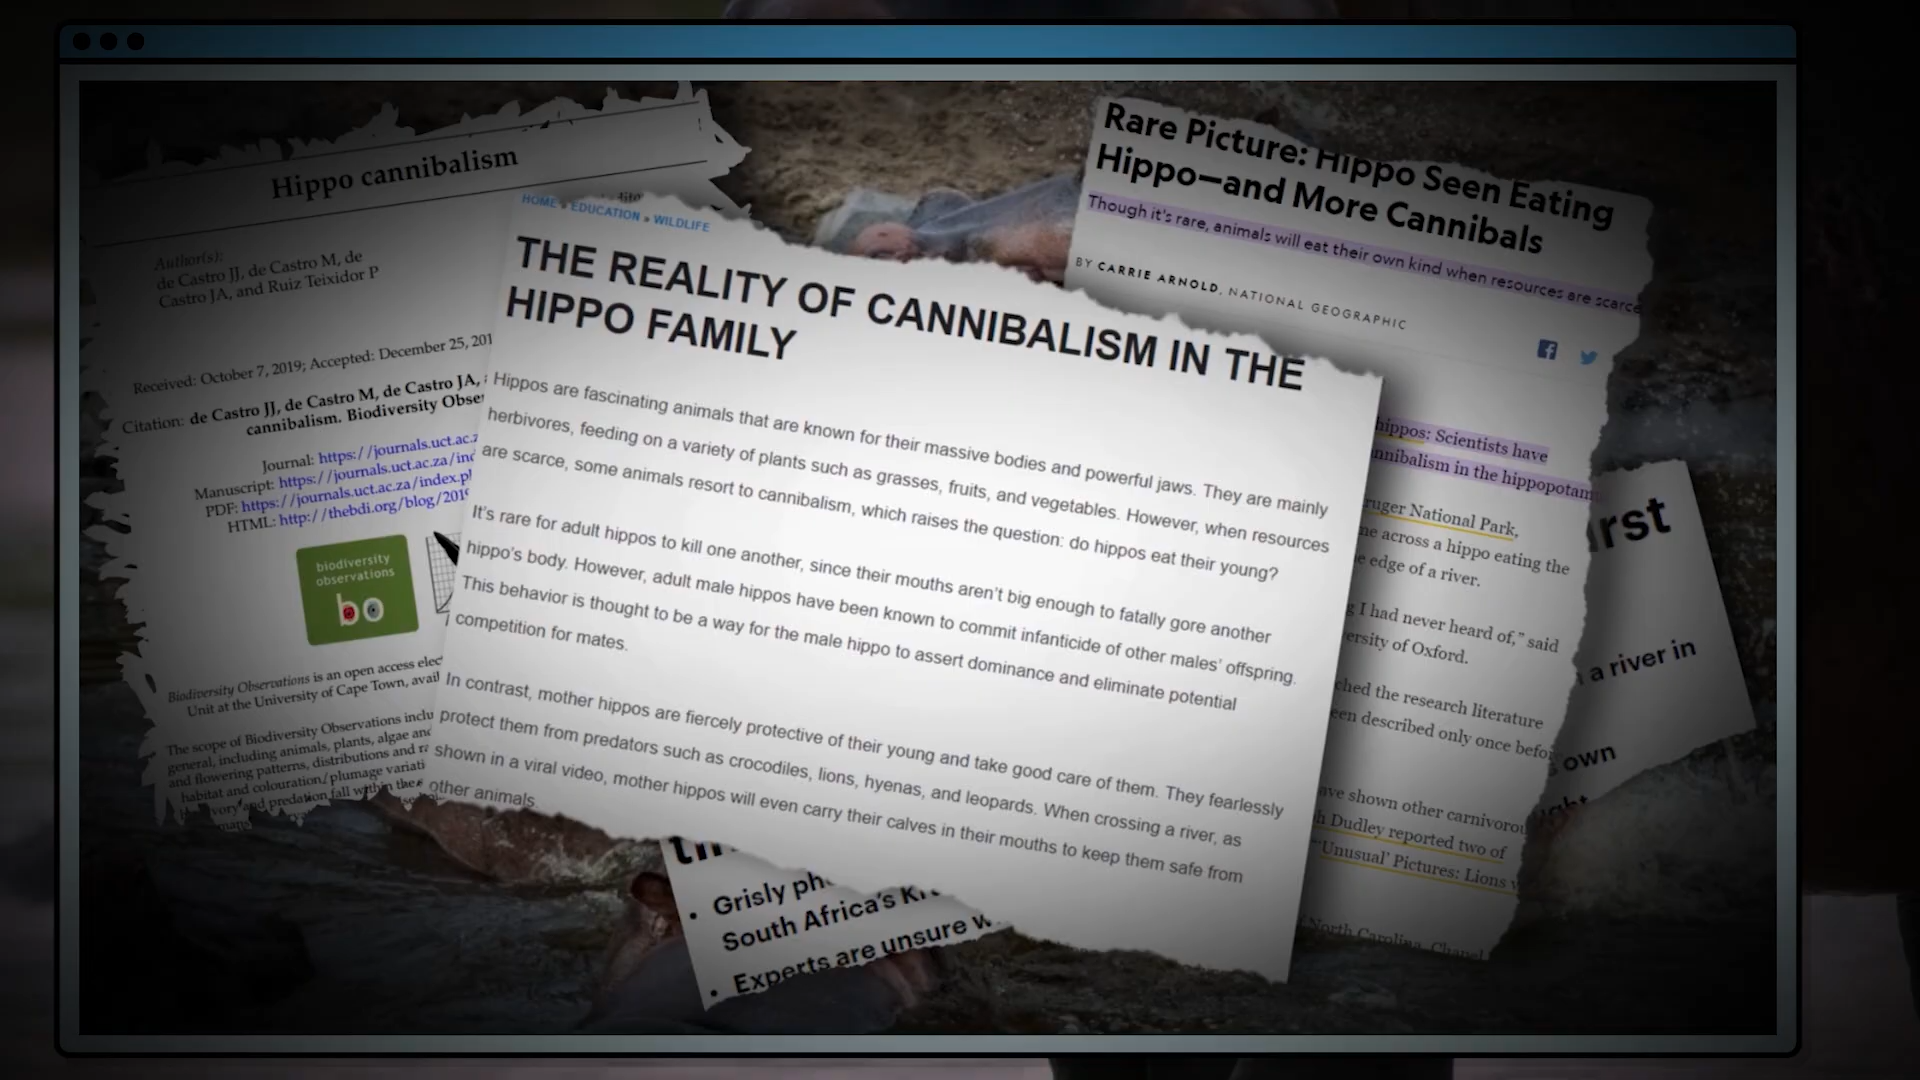 Hippo cannibalism
Author(s):
de Castro JJ, de Castro M, de
Castro JA, and Ruiz Teixidor P
Received: October 7, 2019; Accepted: December 25, 201
Citation: de Castro JJ, de Castro M, de Castro JA,
cannibalism. Biodiversity Obse
Journal: https://journals.uct.ac.z
Manuscript: https://journals.uct.ac.za/ind
PDF: https://journals.uct.ac.za/index.p
HTML: http://thebdi.org/blog/201
biodiversity
observations
bo
Biodiversity Observations is an open access elec
Unit at the University of Cape Town, avail
The scope of Biodiversity Observations inclu
general, including animals, plants, algae and
and flowering patterns, distributions and r
habitat and colouration/plumage variati
and predation fall within the
HOME » EDUCATION » WILDLIFE
THE REALITY OF CANNIBALISM IN THE
HIPPO FAMILY
Hippos are fascinating animals that are known for their massive bodies and powerful jaws. They are mainly
herbivores, feeding on a variety of plants such as grasses, fruits, and vegetables. However, when resources
are scarce, some animals resort to cannibalism, which raises the question: do hippos eat their young?
It's rare for adult hippos to kill one another, since their mouths aren't big enough to fatally gore another
hippo's body. However, adult male hippos have been known to commit infanticide of other males' offspring.
This behavior is thought to be a way for the male hippo to assert dominance and eliminate potential
competition for mates.
In contrast, mother hippos are fiercely protective of their young and take good care of them. They fearlessly
protect them from predators such as crocodiles, lions, hyenas, and leopards. When crossing a river, as
shown in a viral video, mother hippos will even carry their calves in their mouths to keep them safe from
other animals.
Rare Picture: Hippo Seen Eating
Hippo—and More Cannibals
Though it's rare, animals will eat their own kind when resources are scarce
BY CARRIE ARNOLD, NATIONAL GEOGRAPHIC
hippos: Scientists have
nnibalism in the hippopotam
ruger National Park,
me across a hippo eating the
e edge of a river.
g I had never heard of," said
ersity of Oxford.
ched the research literature
een described only once befo
ave shown other carnivorou
h Dudley reported two of
"'Unusual' Pictures: Lions
North Carolina, Chapel
irst
a river in
s own
• Grisly ph
South Africa's Kr
• Experts are unsure w